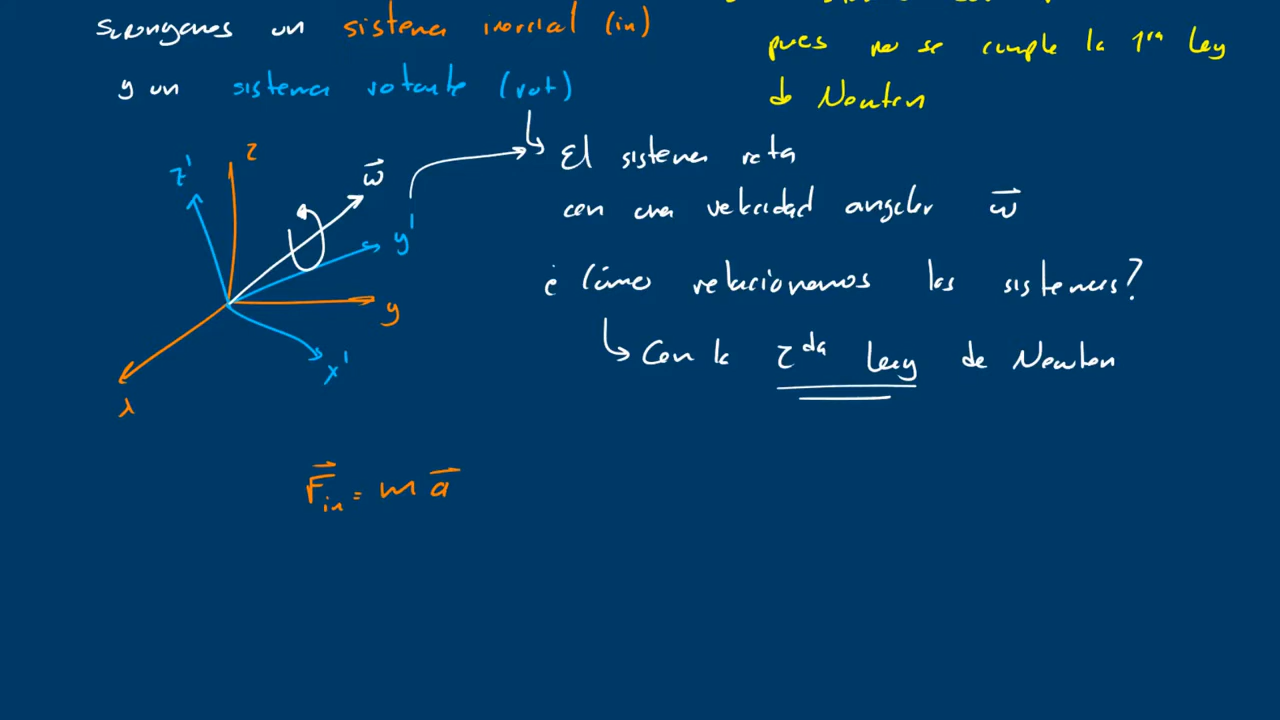 Supongamos un sistema inercial (in)
y un sistema rotante (rot)
pues no se cumple la 1ra Ley
de Newton
z'
z
ω
y'
y
x'
x
El sistema rota
con una velocidad angular ω
¿Cómo relacionamos los sistemas?
Con la 2da Ley de Newton
F in = m a